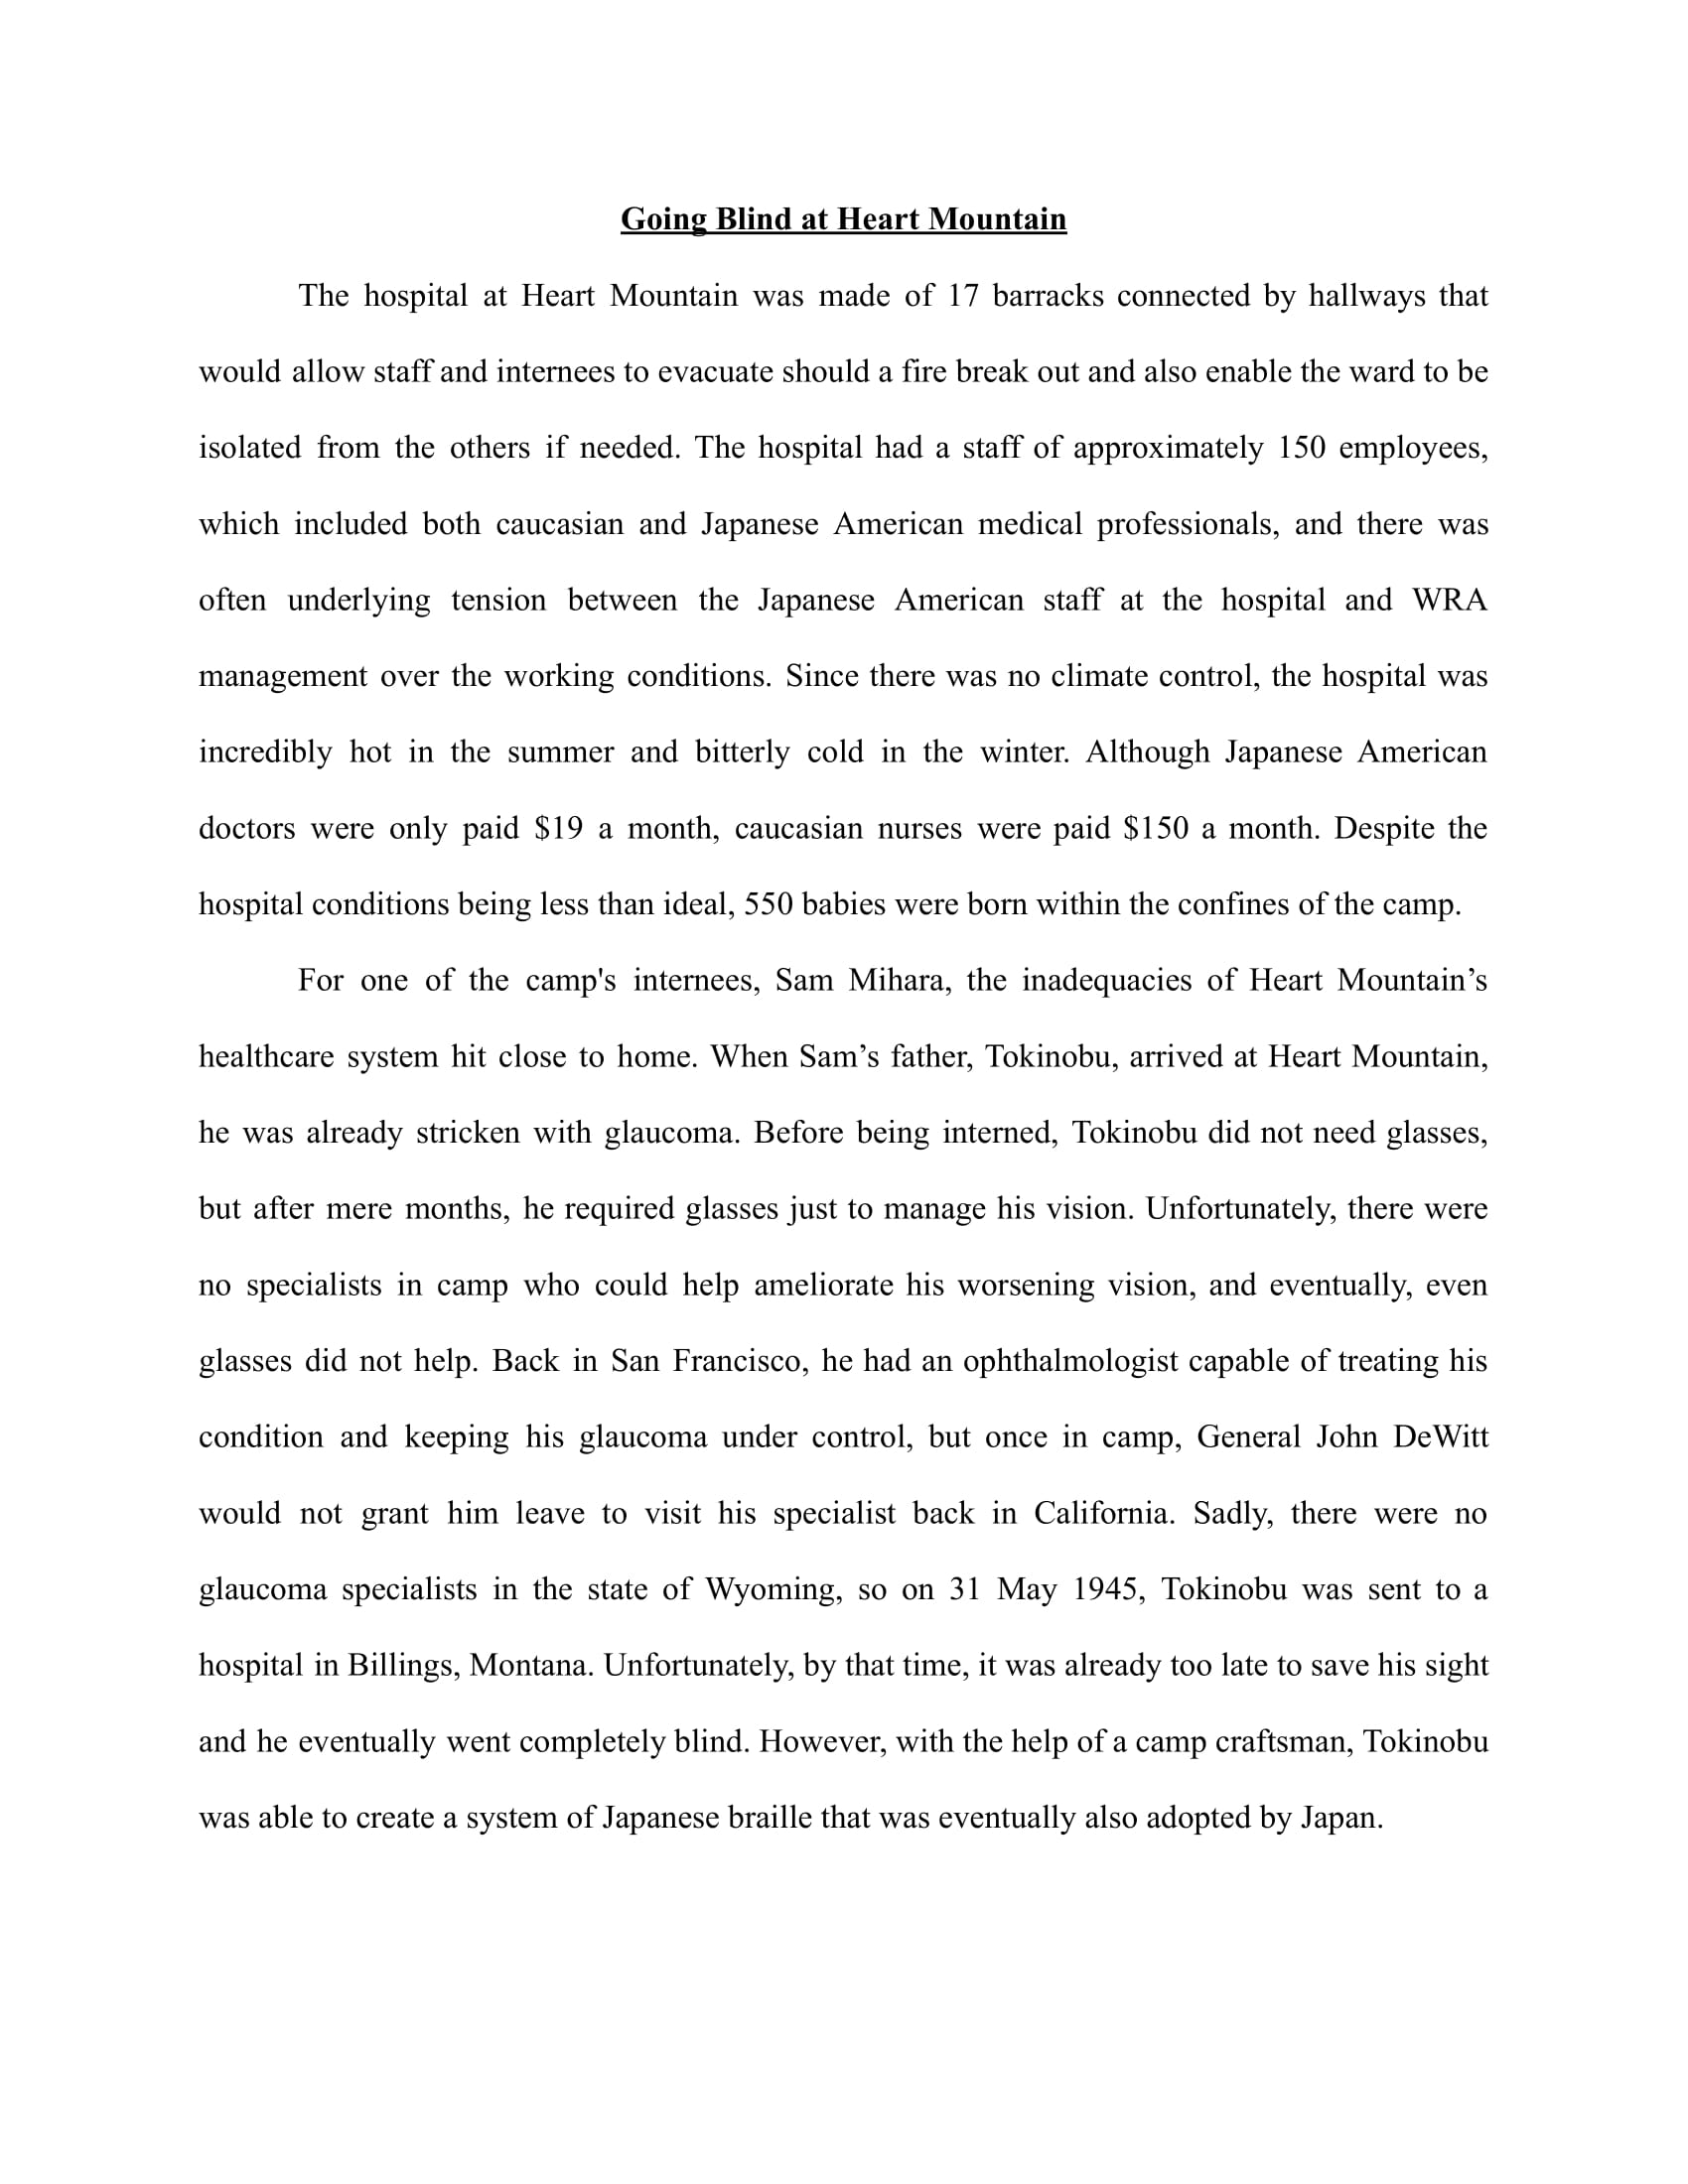 Going Blind at Heart Mountain
The hospital at Heart Mountain was made of 17 barracks connected by hallways that
would allow staff and internees to evacuate should a fire break out and also enable the ward to be
isolated from the others if needed. The hospital had a staff of approximately 150 employees,
which included both caucasian and Japanese American medical professionals, and there was
often underlying tension between the Japanese American staff at the hospital and WRA
management over the working conditions. Since there was no climate control, the hospital was
incredibly hot in the summer and bitterly cold in the winter. Although Japanese American
doctors were only paid $19 a month, caucasian nurses were paid $150 a month. Despite the
hospital conditions being less than ideal, 550 babies were born within the confines of the camp.
For one of the camp's internees, Sam Mihara, the inadequacies of Heart Mountain’s
healthcare system hit close to home. When Sam’s father, Tokinobu, arrived at Heart Mountain,
he was already stricken with glaucoma. Before being interned, Tokinobu did not need glasses,
but after mere months, he required glasses just to manage his vision. Unfortunately, there were
no specialists in camp who could help ameliorate his worsening vision, and eventually, even
glasses did not help. Back in San Francisco, he had an ophthalmologist capable of treating his
condition and keeping his glaucoma under control, but once in camp, General John DeWitt
would not grant him leave to visit his specialist back in California. Sadly, there were no
glaucoma specialists in the state of Wyoming, so on 31 May 1945, Tokinobu was sent to a
hospital in Billings, Montana. Unfortunately, by that time, it was already too late to save his sight
and he eventually went completely blind. However, with the help of a camp craftsman, Tokinobu
was able to create a system of Japanese braille that was eventually also adopted by Japan.